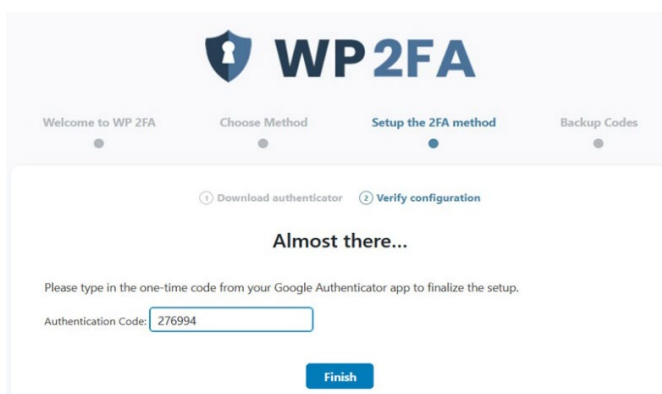 WP 2FA
Welcome to WP 2FA
Choose Method
Setup the 2FA method
Backup Codes
1 Download authenticator
2 Verify configuration
Almost there...
Please type in the one-time code from your Google Authenticator app to finalize the setup.
Authentication Code: 276994
Finish